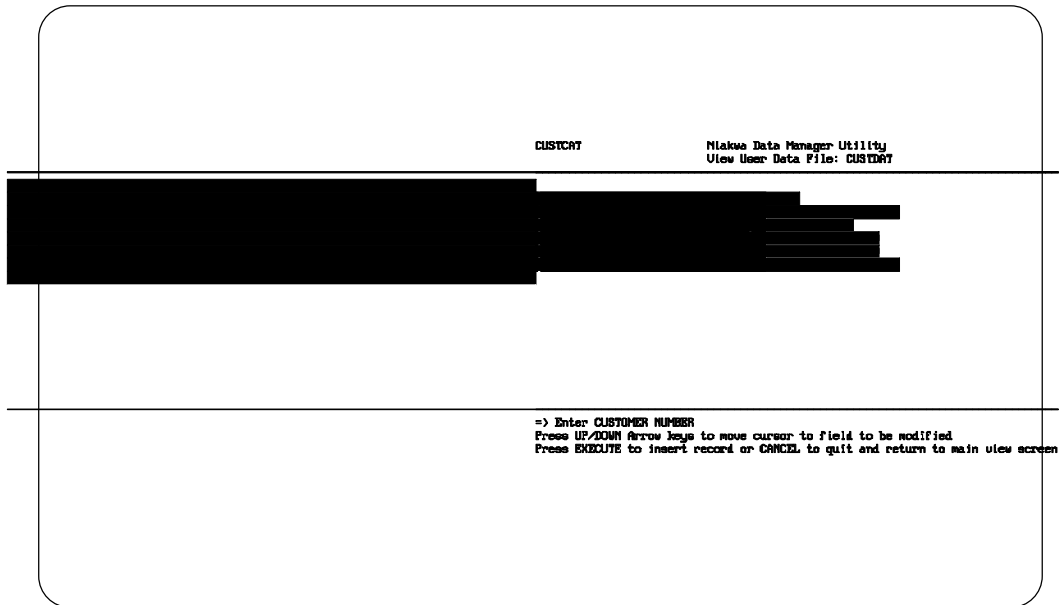 CUSTCAT Niakwa Data Manager Utility
View User Data File: CUSTDAT
=> Enter CUSTOMER NUMBER
Press UP/DOWN Arrow keys to move cursor to field to be modified
Press EXECUTE to insert record or CANCEL to quit and return to main view screen